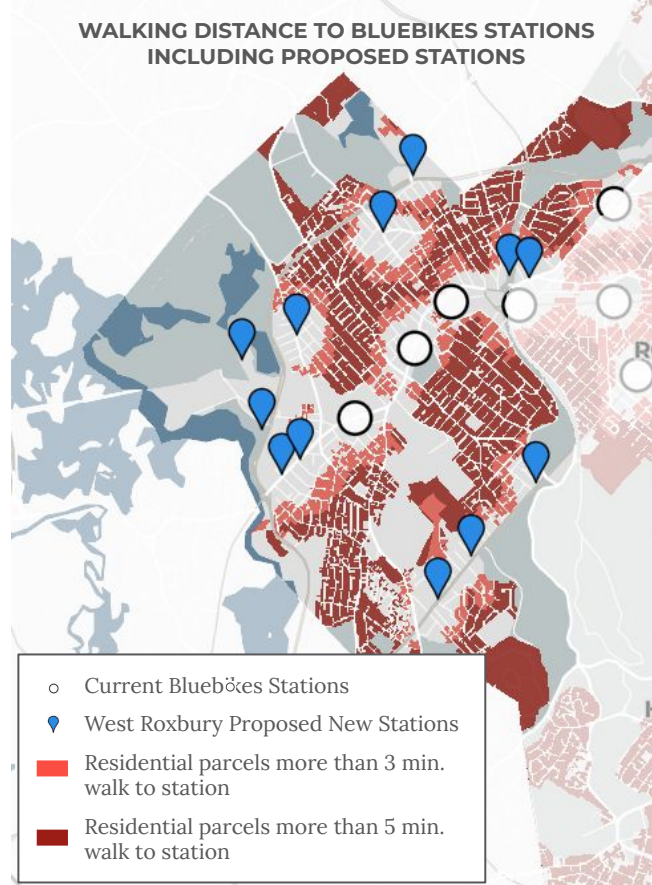 WALKING DISTANCE TO BLUEBIKES STATIONS
INCLUDING PROPOSED STATIONS
Current Bluebikes Stations
West Roxbury Proposed New Stations
Residential parcels more than 3 min.
walk to station
Residential parcels more than 5 min.
walk to station